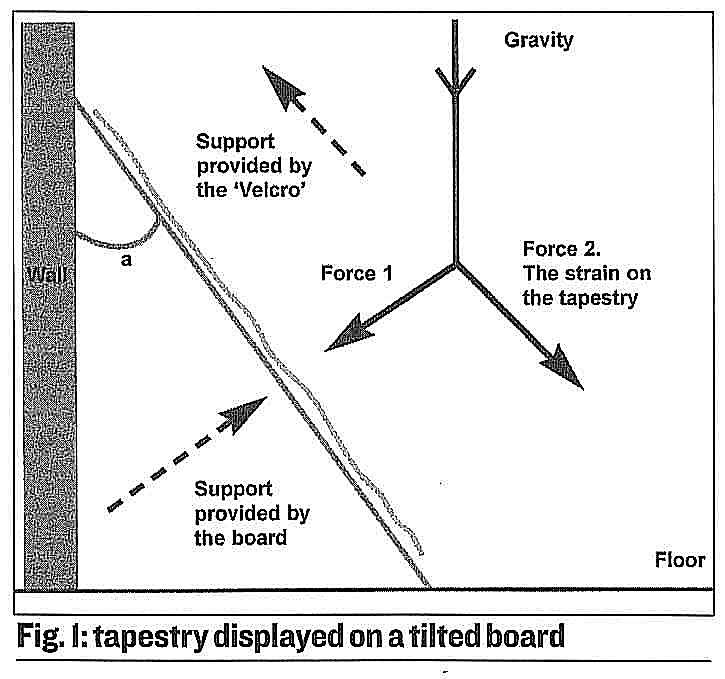 Gravity
Support
provided by
the 'Velcro'
a
Wall
Force 1
Force 2.
The strain on
the tapestry
Support
provided by
the board
Floor
Fig. 1: tapestry displayed on a tilted board